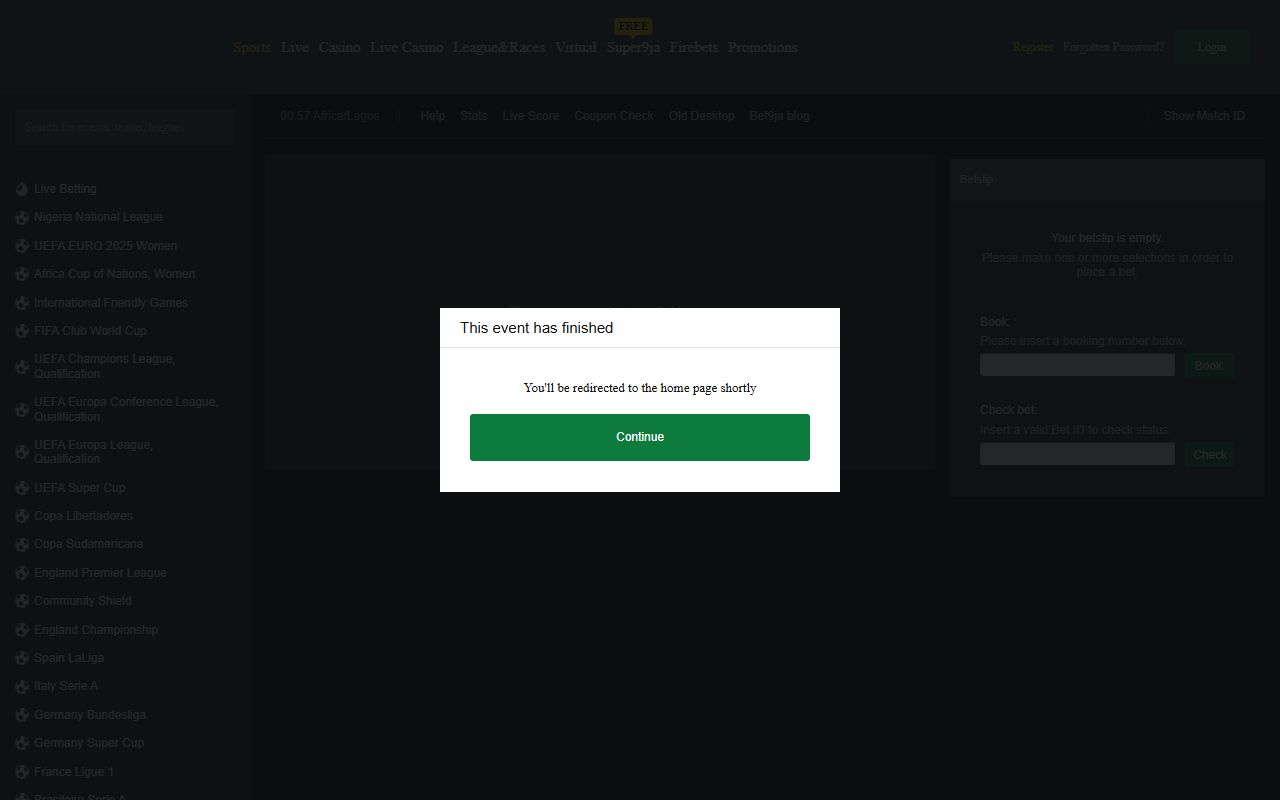 FREE
Sports Live Casino Live Casino League&Races Virtual Super9ja Firebets Promotions
Register Forgotten Password? Login
Search for events, teams, leagues
00:57 Africa/Lagos Help Stats Live Score Coupon Check Old Desktop Bet9ja blog Show Match ID
Live Betting
Nigeria National League
UEFA EURO 2025 Women
Africa Cup of Nations, Women
International Friendly Games
FIFA Club World Cup
UEFA Champions League,
Qualification
UEFA Europa Conference League,
Qualification
UEFA Europa League,
Qualification
UEFA Super Cup
Copa Libertadores
Copa Sudamericana
England Premier League
Community Shield
England Championship
Spain LaLiga
Italy Serie A
Germany Bundesliga
Germany Super Cup
France Ligue 1
Brasileiro Serie A
This event has finished
You'll be redirected to the home page shortly
Continue
Betslip
Your betslip is empty.
Please make one or more selections in order to
place a bet.
Book:
Please insert a booking number below.
Book
Check bet:
Insert a valid Bet ID to check status.
Check